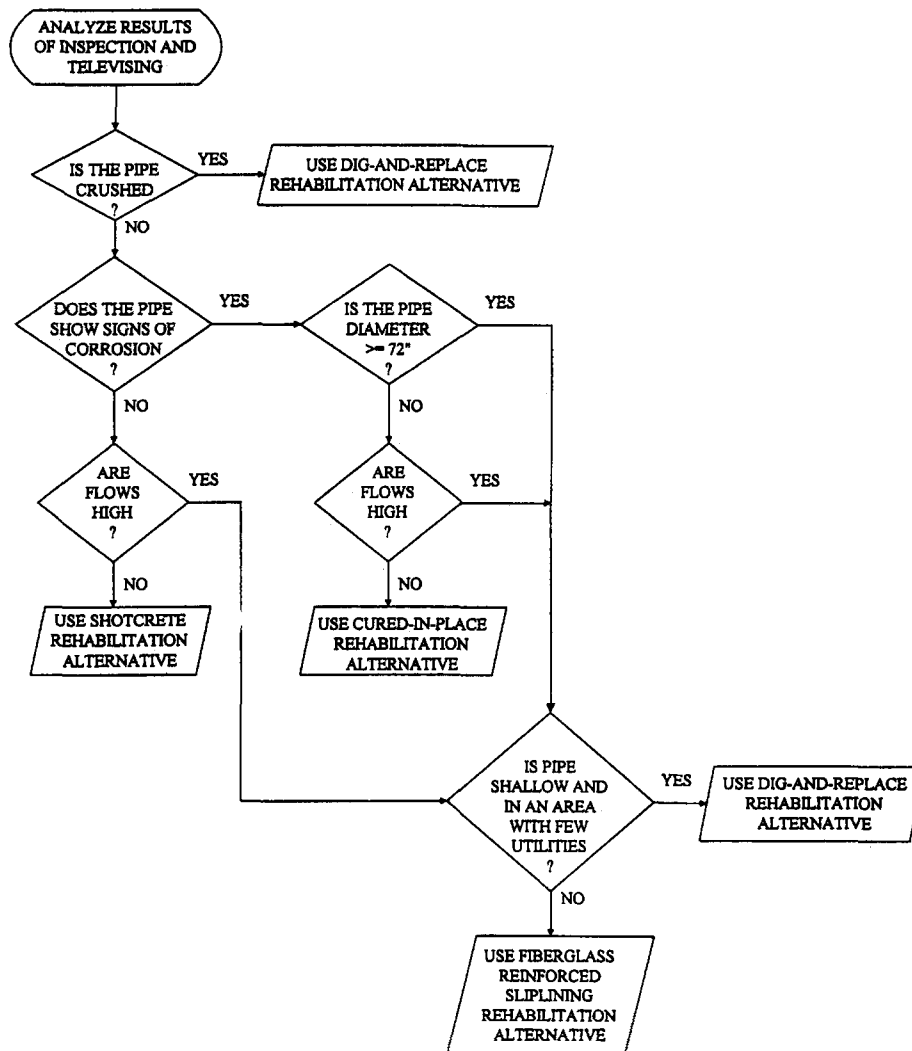 ANALYZE RESULTS
OF INSPECTION AND
TELEVISING
IS THE PIPE
CRUSHED
?
YES
USE DIG-AND-REPLACE
REHABILITATION ALTERNATIVE
NO
DOES THE PIPE
SHOW SIGNS OF
CORROSION
?
YES
IS THE PIPE
DIAMETER
>= 72"
?
YES
NO
NO
ARE
FLOWS
HIGH
?
YES
ARE
FLOWS
HIGH
?
YES
NO
NO
USE SHOTCRETE
REHABILITATION
ALTERNATIVE
USE CURED-IN-PLACE
REHABILITATION
ALTERNATIVE
IS PIPE
SHALLOW AND
IN AN AREA
WITH FEW
UTILITIES
?
YES
USE DIG-AND-REPLACE
REHABILITATION
ALTERNATIVE
NO
USE FIBERGLASS
REINFORCED
SLIPLINING
REHABILITATION
ALTERNATIVE